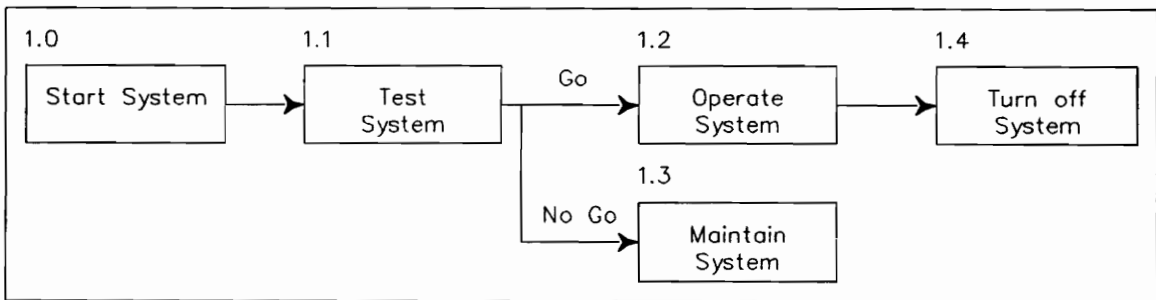 1.0
Start System
1.1
Test
System
Go
1.2
Operate
System
1.4
Turn off
System
No Go
1.3
Maintain
System